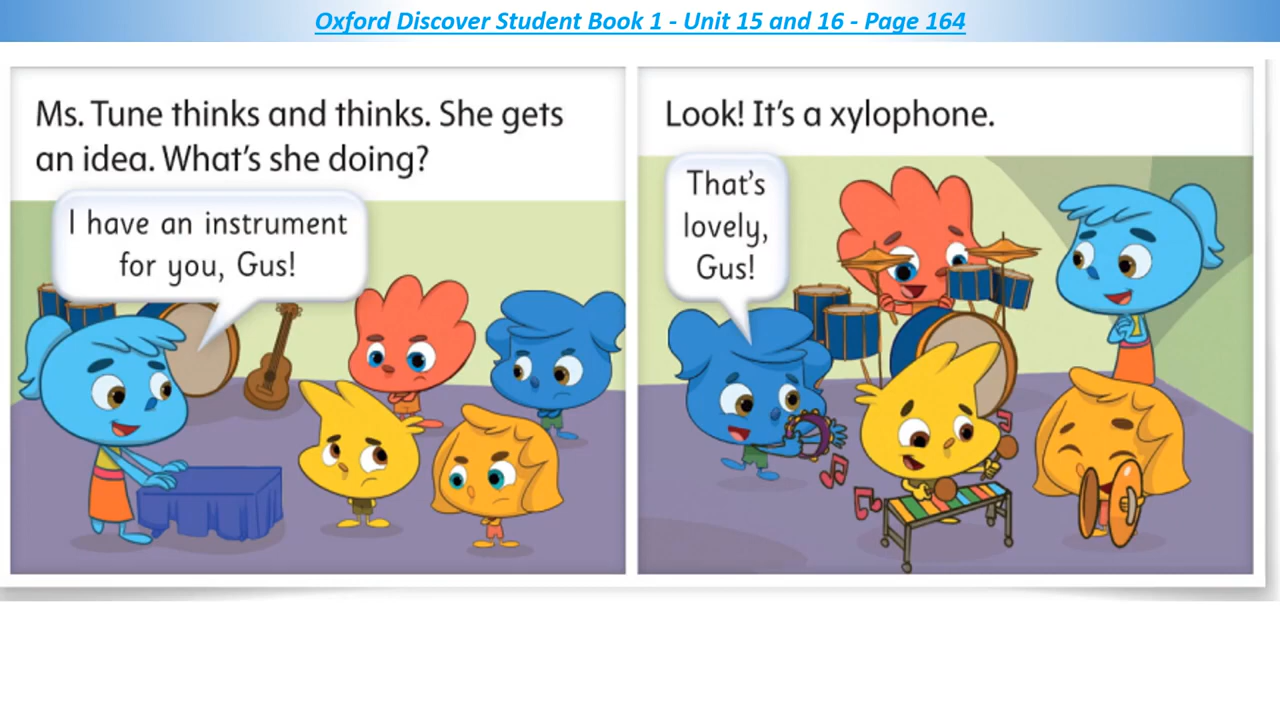 Oxford Discover Student Book 1 - Unit 15 and 16 - Page 164
Ms. Tune thinks and thinks. She gets
an idea. What's she doing?
I have an instrument
for you, Gus!
Look! It's a xylophone.
That's
lovely,
Gus!